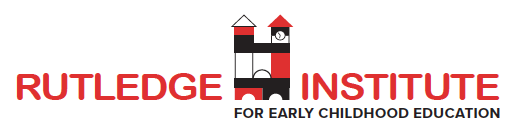 RUTLEDGE INSTITUTE
FOR EARLY CHILDHOOD EDUCATION